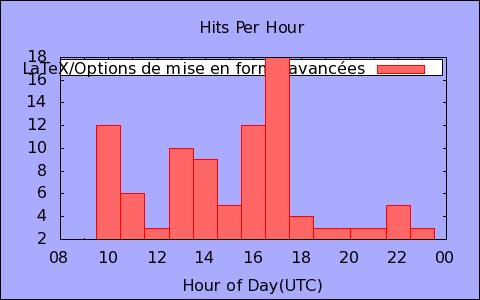 Hits Per Hour
18
LaTeX/Options de mise en forme avancées
16
14
12
10
8
6
4
2
08 10 12 14 16 18 20 22 00
Hour of Day(UTC)